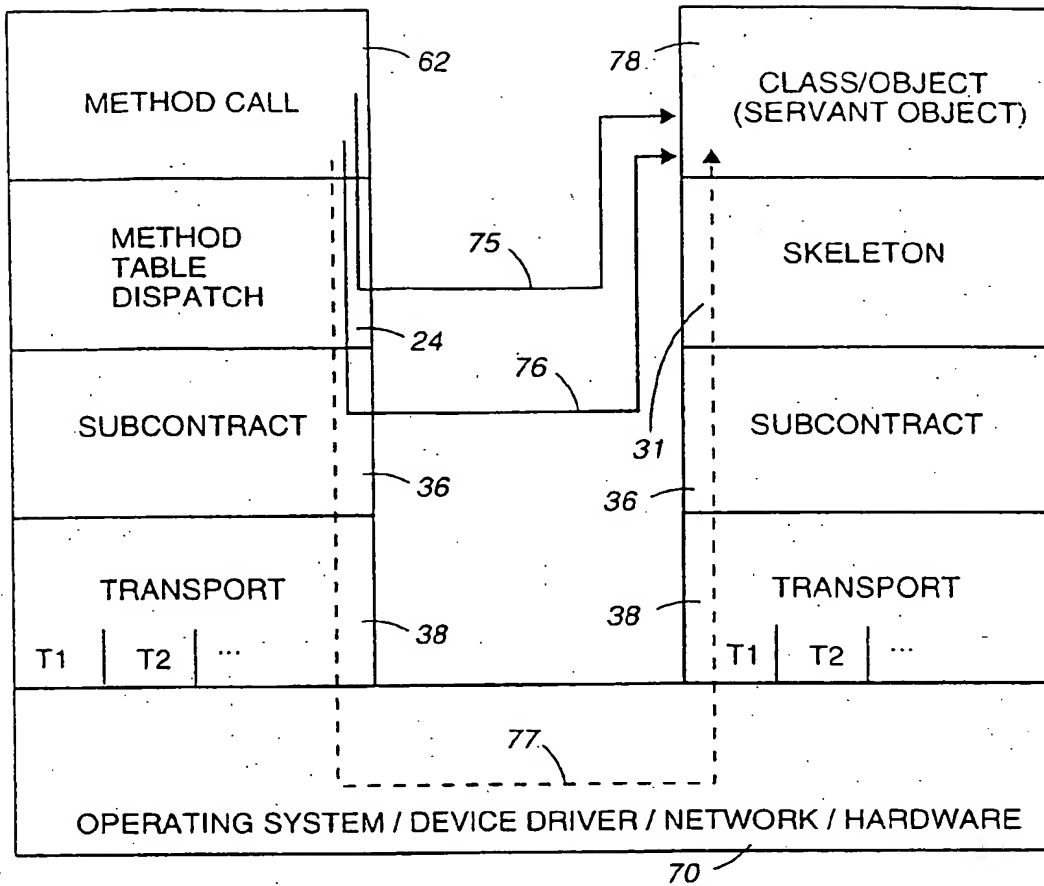 62
METHOD CALL
78
CLASS/OBJECT
(SERVANT OBJECT)
METHOD
TABLE
DISPATCH
75
SKELETON
24
76
SUBCONTRACT
31
SUBCONTRACT
36
36
TRANSPORT
38
T1
T2
...
TRANSPORT
38
T1
T2
...
77
OPERATING SYSTEM / DEVICE DRIVER / NETWORK / HARDWARE
70